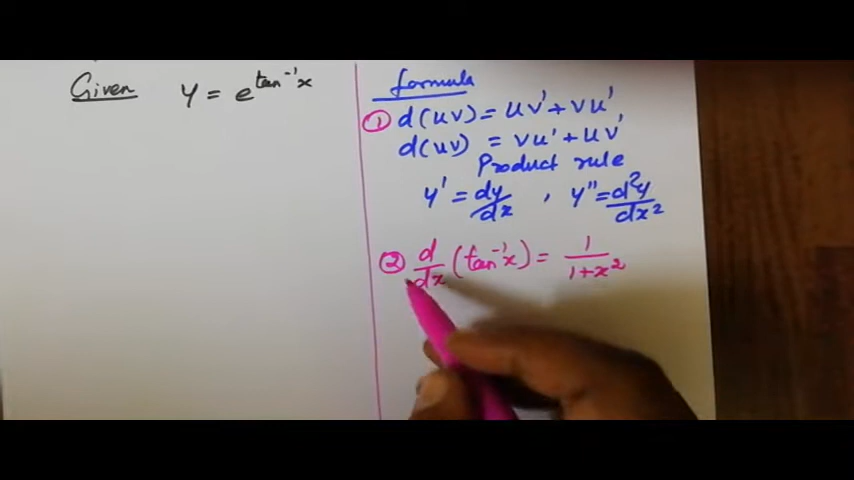 Given y = e^tan⁻¹x
formula
① d(uv) = uv' + vu'
d(uv) = vu' + uv'
Product rule
y' = dy/dx , y'' = d²y/dx²
② d/dx (tan⁻¹x) = 1/1+x²